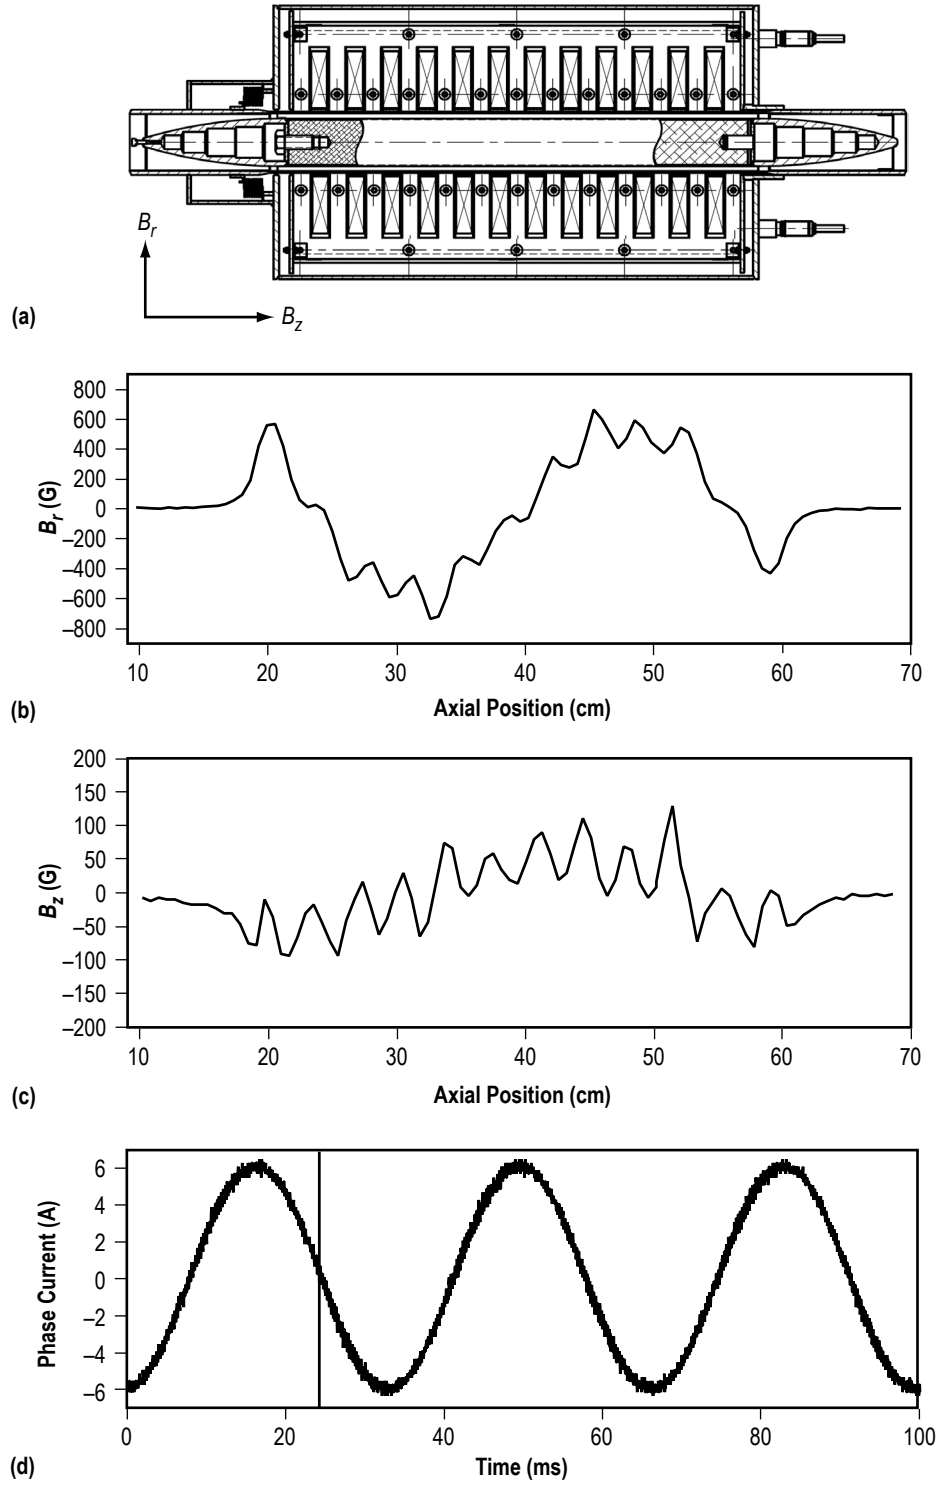 B_r
B_z
(a)
800
600
400
200
0
–200
–400
–600
–800
B_r (G)
10 20 30 40 50 60 70
Axial Position (cm)
(b)
200
150
100
50
0
–50
–100
–150
–200
B_z (G)
10 20 30 40 50 60 70
Axial Position (cm)
(c)
6
4
2
0
–2
–4
–6
Phase Current (A)
0 20 40 60 80 100
Time (ms)
(d)